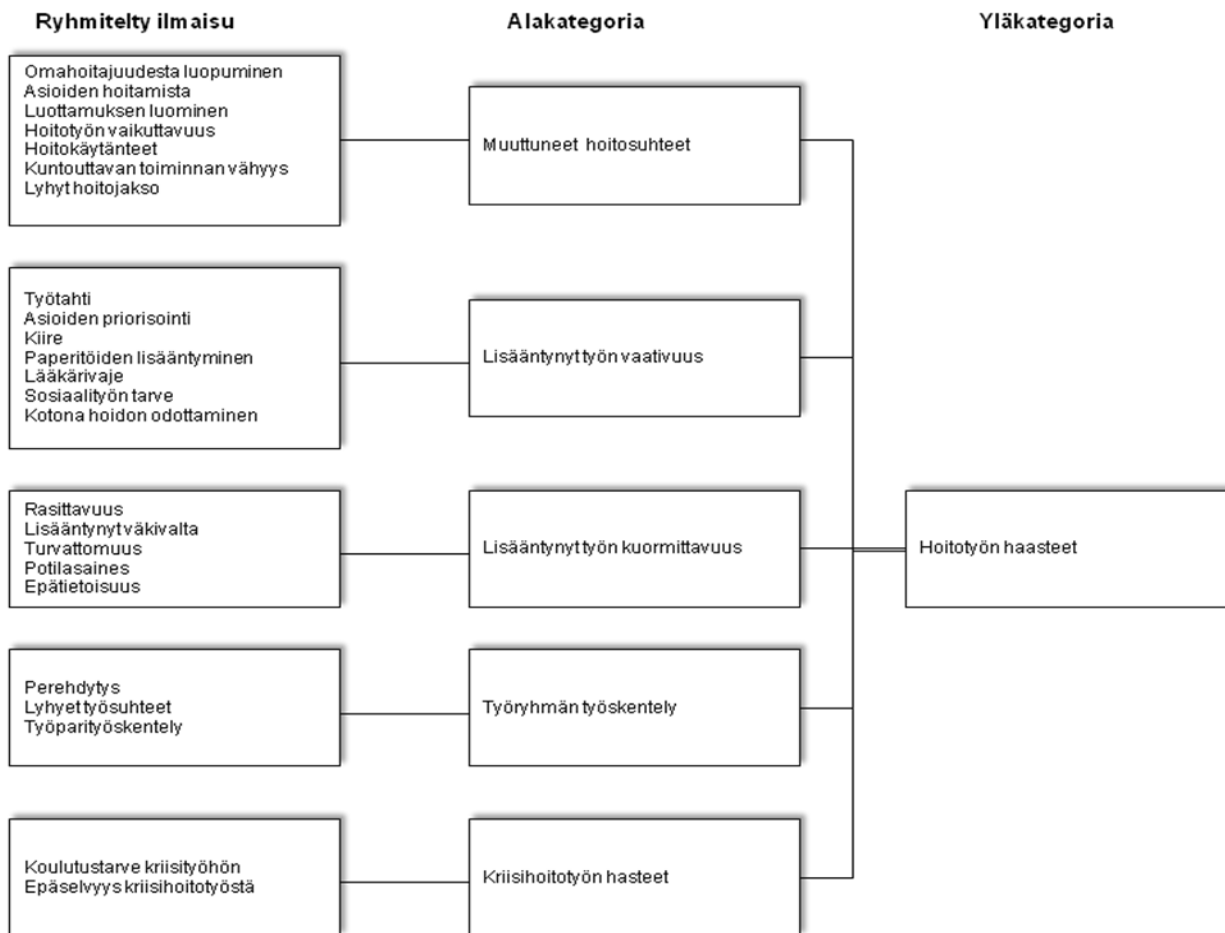 Ryhmitelty ilmaisu
Alakategoria
Yläkategoria
Omahoitajuudesta luopuminen
Asioiden hoitamista
Luottamuksen luominen
Hoitotyön vaikuttavuus
Hoitokäytänteet
Kuntouttavan toiminnan vähyys
Lyhyt hoitojakso
Muuttuneet hoitosuhteet
Työtahti
Asioiden priorisointi
Kiire
Paperitöiden lisääntyminen
Lääkärivaje
Sosiaalityön tarve
Kotona hoidon odottaminen
Lisääntynyt työn vaativuus
Rasittavuus
Lisääntynyt väkivalta
Turvattomuus
Potilasaines
Epätietoisuus
Lisääntynyt työn kuormittavuus
Hoitotyön haasteet
Perehdytys
Lyhyet työsuhteet
Työparityöskentely
Työryhmän työskentely
Koulutustarve kriisityöhön
Epäselvyys kriisihoitotyöstä
Kriisihoitotyön hasteet